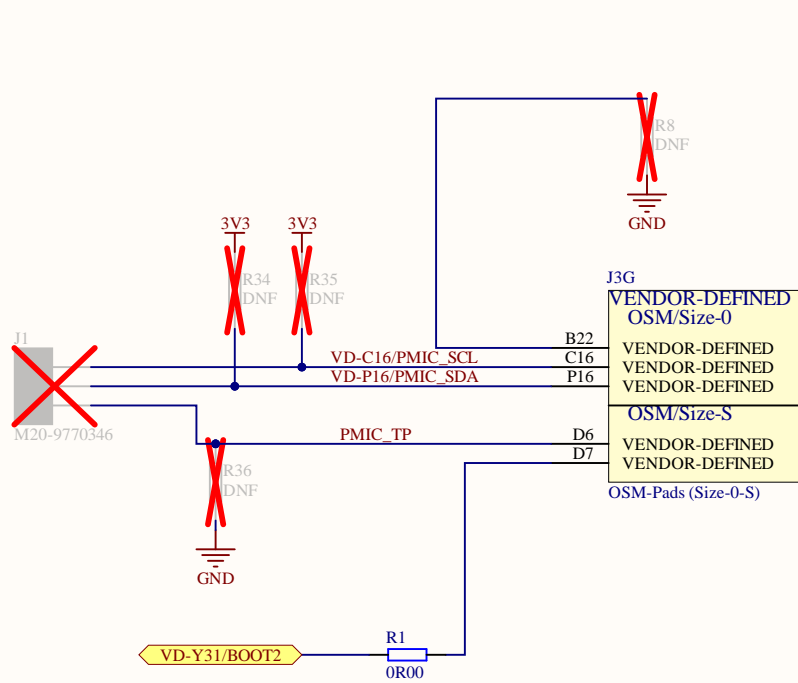 R8
DNF
GND
3V3
3V3
R34
DNF
R35
DNF
J3G
VENDOR-DEFINED
OSM/Size-0
B22
VENDOR-DEFINED
J1
VD-C16/PMIC_SCL
C16
VENDOR-DEFINED
VD-P16/PMIC_SDA
P16
VENDOR-DEFINED
OSM/Size-S
M20-9770346
PMIC_TP
D6
VENDOR-DEFINED
D7
VENDOR-DEFINED
R36
DNF
OSM-Pads (Size-0-S)
GND
R1
VD-Y31/BOOT2
0R00